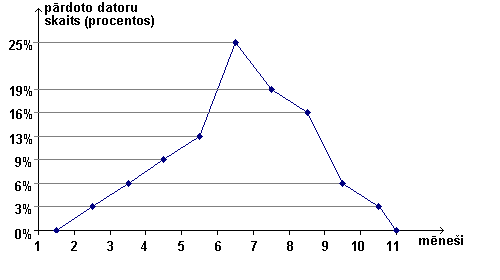 pārdoto datoru
skaits (procentos)
25%
19%
16%
13%
9%
6%
3%
0%
1 2 3 4 5 6 7 8 9 10 11 mēneši